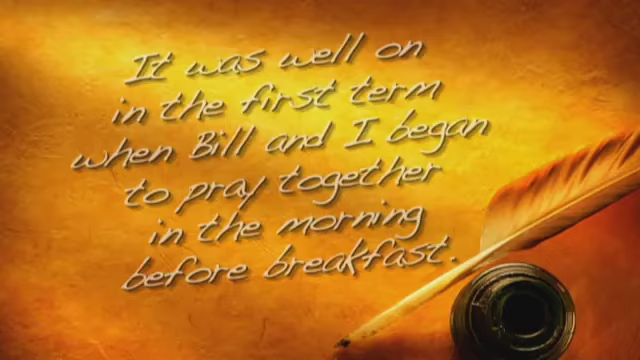 It was well on
in the first term
when Bill and I began
to pray together
in the morning
before breakfast.